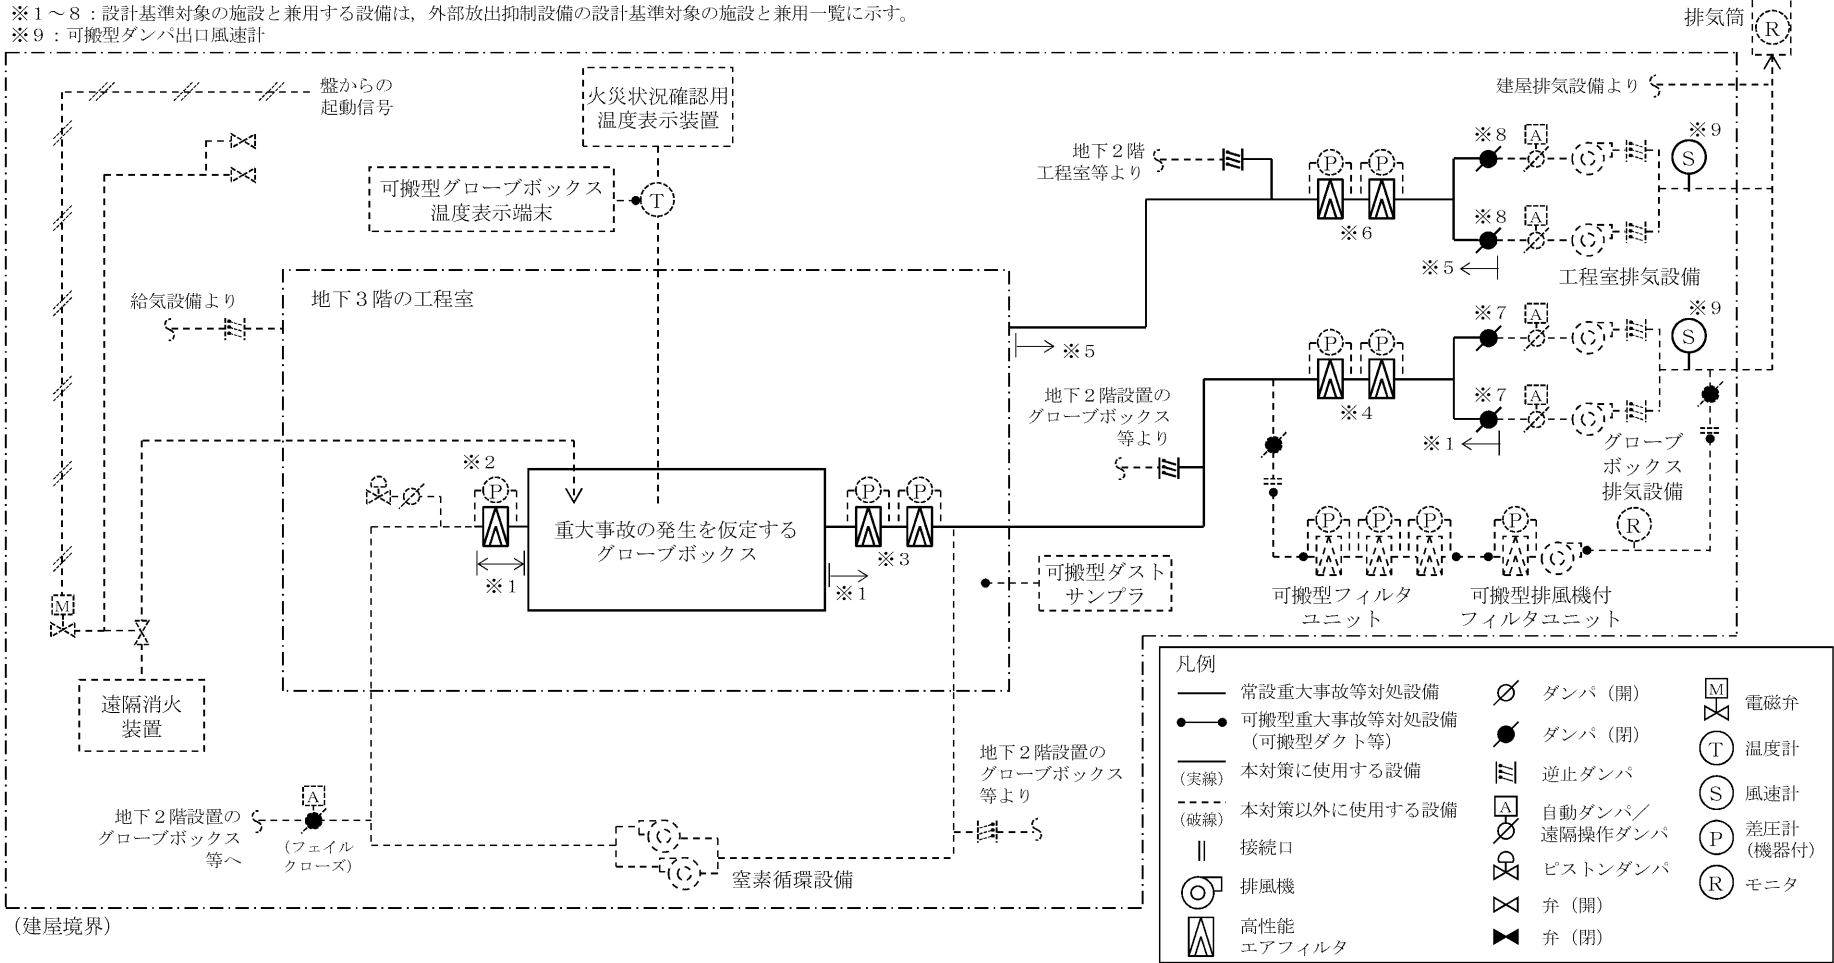 ※１～８：設計基準対象の施設と兼用する設備は，外部放出抑制設備の設計基準対象の施設と兼用一覧に示す。
※９：可搬型ダンパ出口風速計
排気筒
R
盤からの
起動信号
火災状況確認用
温度表示装置
建屋排気設備より
可搬型グローブボックス
温度表示端末
T
地下２階
工程室等より
P
P
※６
※８
A
※８
A
※９
S
※５
工程室排気設備
給気設備より
地下３階の工程室
※５
地下２階設置の
グローブボックス
等より
P
P
※４
※７
A
※７
A
※９
S
※１
グローブ
ボックス
排気設備
R
※２
P
※１
重大事故の発生を仮定する
グローブボックス
P
P
※３
※１
可搬型ダスト
サンプラ
P
P
P
P
可搬型フィルタ
ユニット
可搬型排風機付
フィルタユニット
M
遠隔消火
装置
地下２階設置の
グローブボックス
等へ
A
（フェイル
クローズ）
窒素循環設備
地下２階設置の
グローブボックス
等より
（建屋境界）
凡例
常設重大事故等対処設備
可搬型重大事故等対処設備
（可搬型ダクト等）
（実線）
本対策に使用する設備
（破線）
本対策以外に使用する設備
接続口
排風機
高性能
エアフィルタ
ダンパ（開）
ダンパ（閉）
逆止ダンパ
A
自動ダンパ／
遠隔操作ダンパ
ピストンダンパ
弁（開）
弁（閉）
M
電磁弁
T
温度計
S
風速計
P
差圧計
（機器付）
R
モニタ